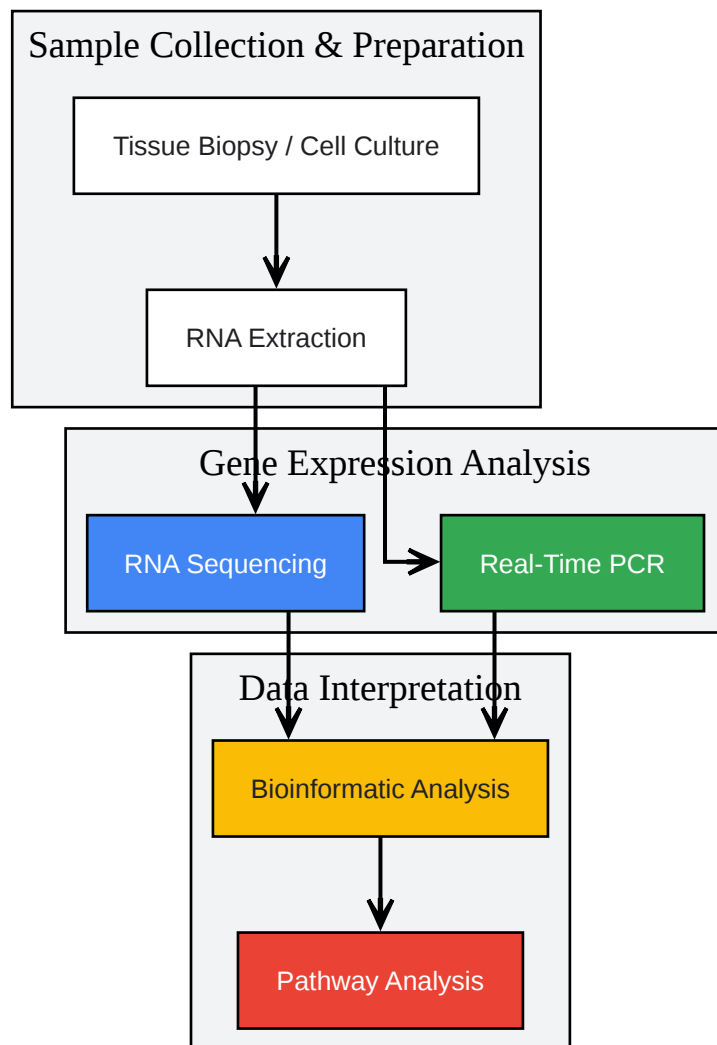 Sample Collection & Preparation
Tissue Biopsy / Cell Culture
RNA Extraction
Gene Expression Analysis
RNA Sequencing
Real-Time PCR
Data Interpretation
Bioinformatic Analysis
Pathway Analysis